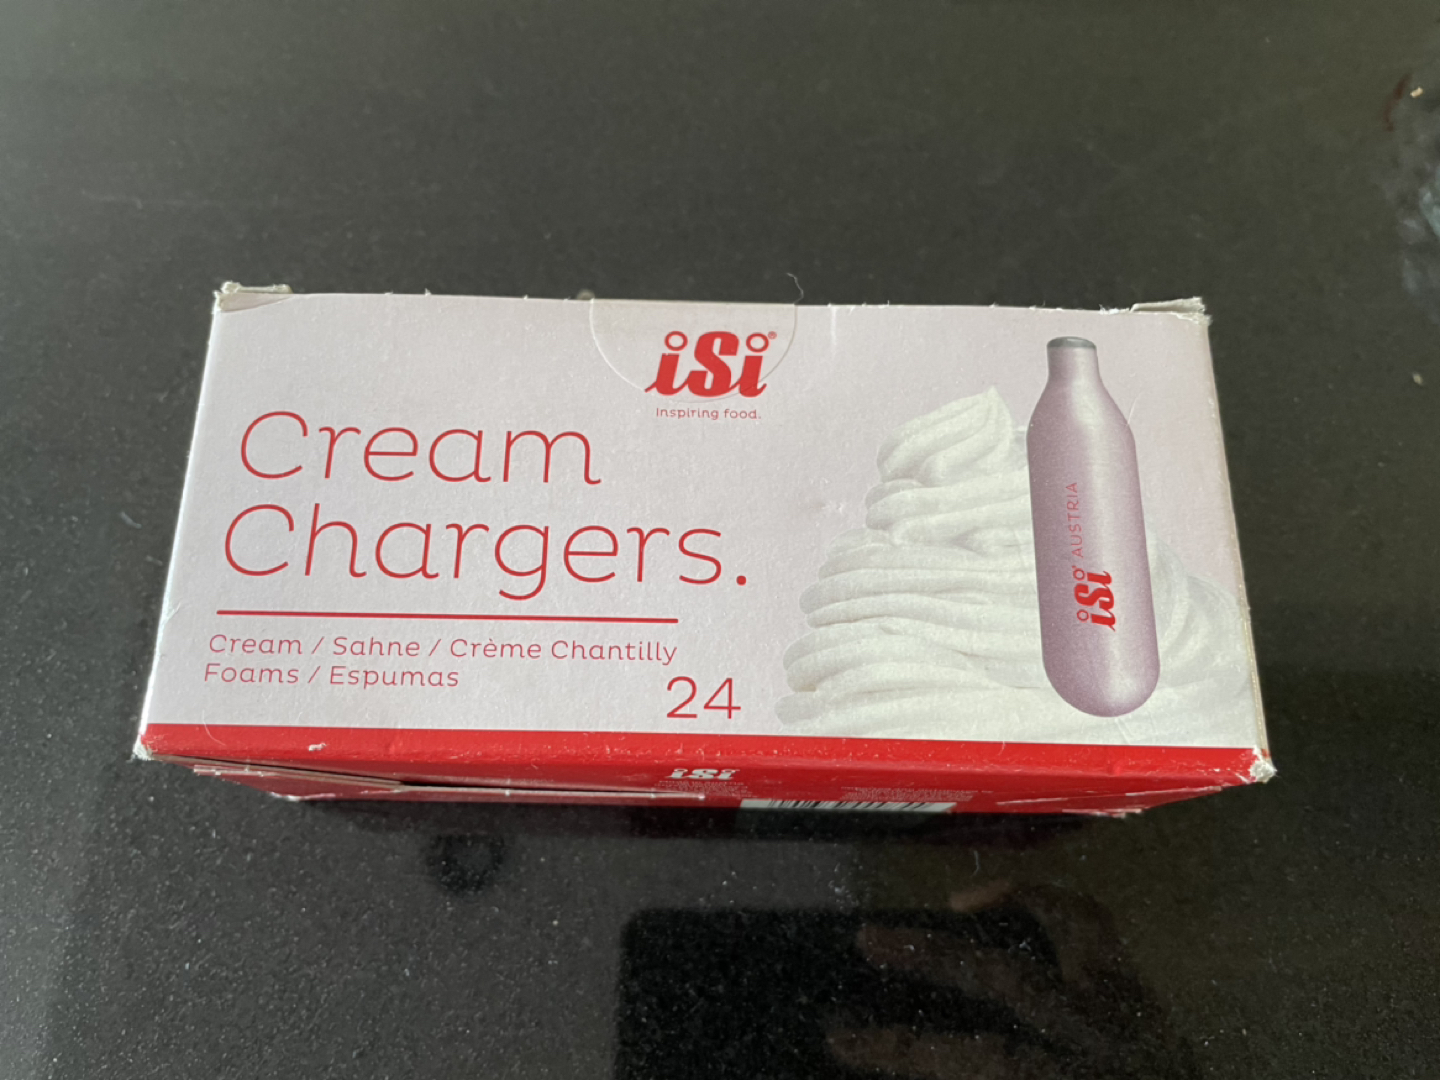 iSi®
Inspiring food.
Cream
Chargers.
Cream / Sahne / Crème Chantilly
Foams / Espumas
24
iSi® AUSTRIA
iSi